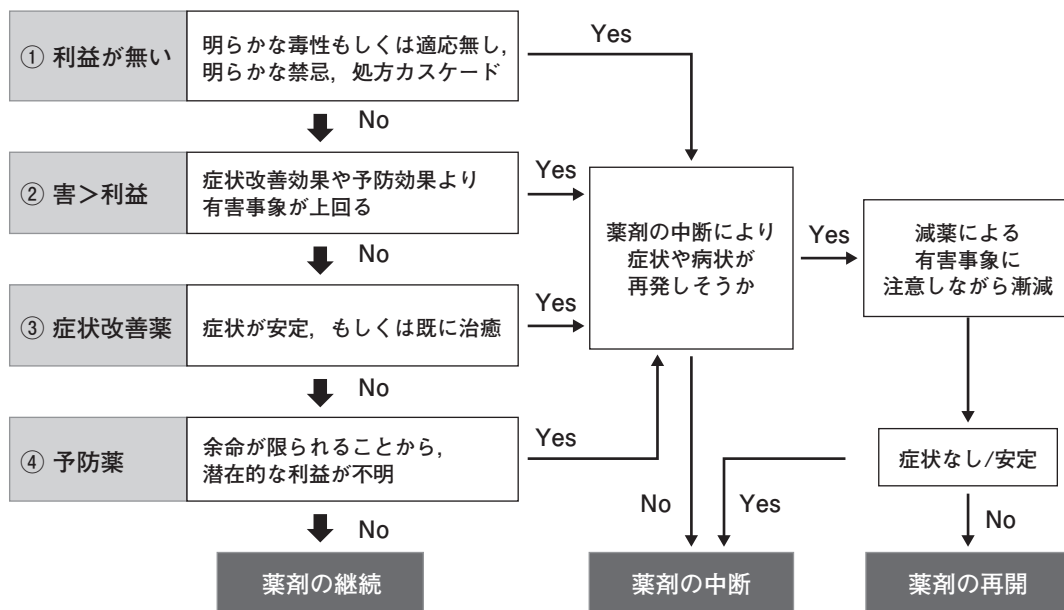 ① 利益が無い
明らかな毒性もしくは適応無し，
明らかな禁忌，処方カスケード
Yes
No
② 害＞利益
症状改善効果や予防効果より
有害事象が上回る
Yes
No
③ 症状改善薬
症状が安定，もしくは既に治癒
Yes
No
④ 予防薬
余命が限られることから，
潜在的な利益が不明
Yes
No
薬剤の継続
薬剤の中断により
症状や病状が
再発しそうか
Yes
No
減薬による
有害事象に
注意しながら漸減
症状なし/安定
Yes
No
薬剤の中断
薬剤の再開